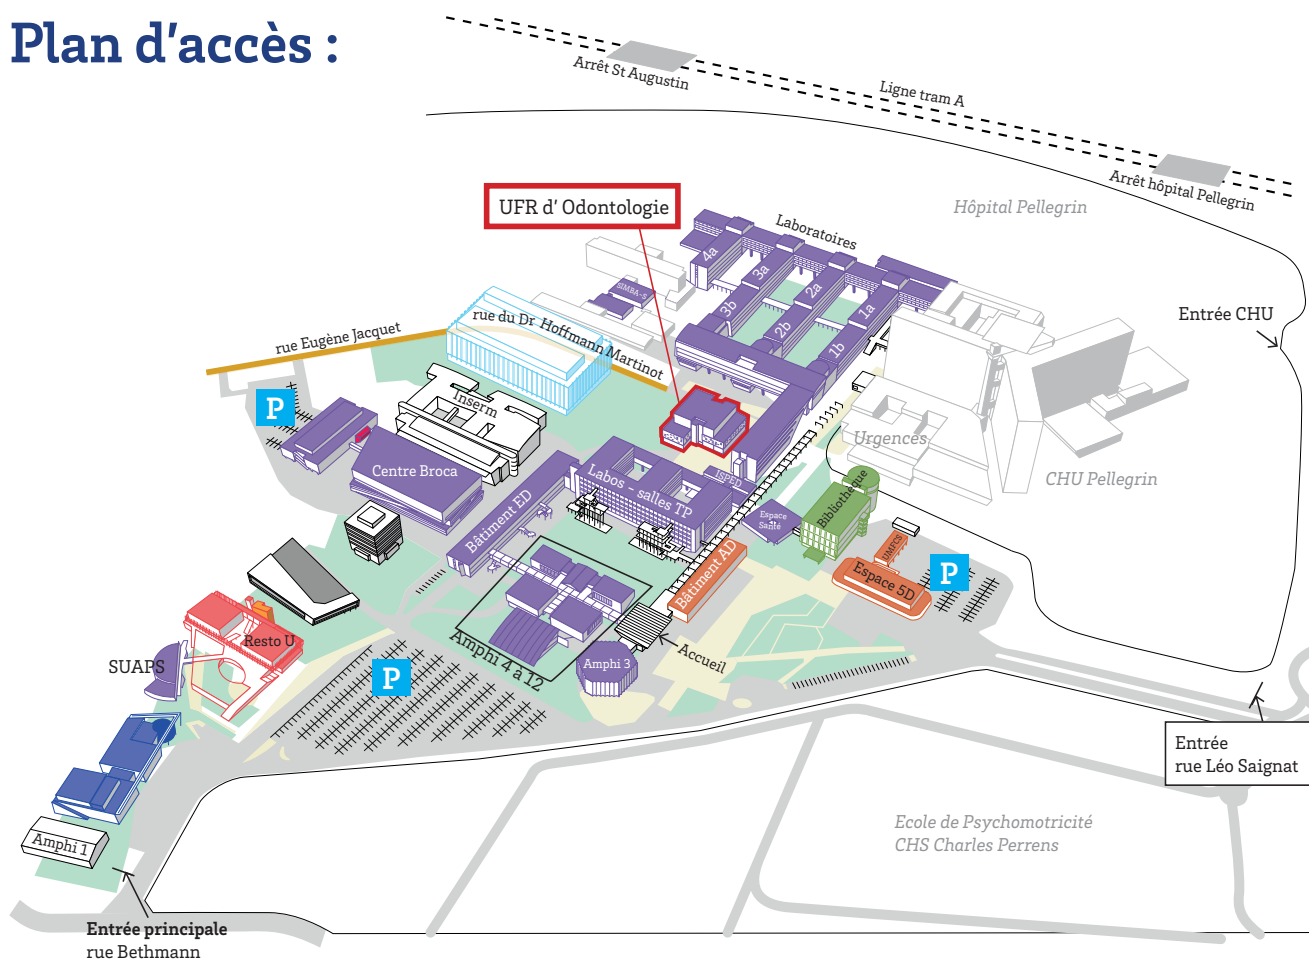 Plan d'accès :
Arrêt St Augustin
Ligne tram A
Arrêt hôpital Pellegrin
Hôpital Pellegrin
UFR d' Odontologie
Laboratoires
4a
3a
2a
1a
3b
2b
1b
SIMBA-S
Entrée CHU
rue du Dr Hoffmann Martinot
rue Eugène Jacquet
P
Inserm
Urgences
CHU Pellegrin
Centre Broca
Labos - salles TP
ISPED
Bibliothèque
Espace
Santé
Bâtiment ED
UMFCS
Espace 5D
P
Bâtiment AD
Resto U
SUAPS
Amphi 4 à 12
Amphi 3
Accueil
P
Entrée
rue Léo Saignat
Ecole de Psychomotricité
CHS Charles Perrens
Amphi 1
Entrée principale
rue Bethmann